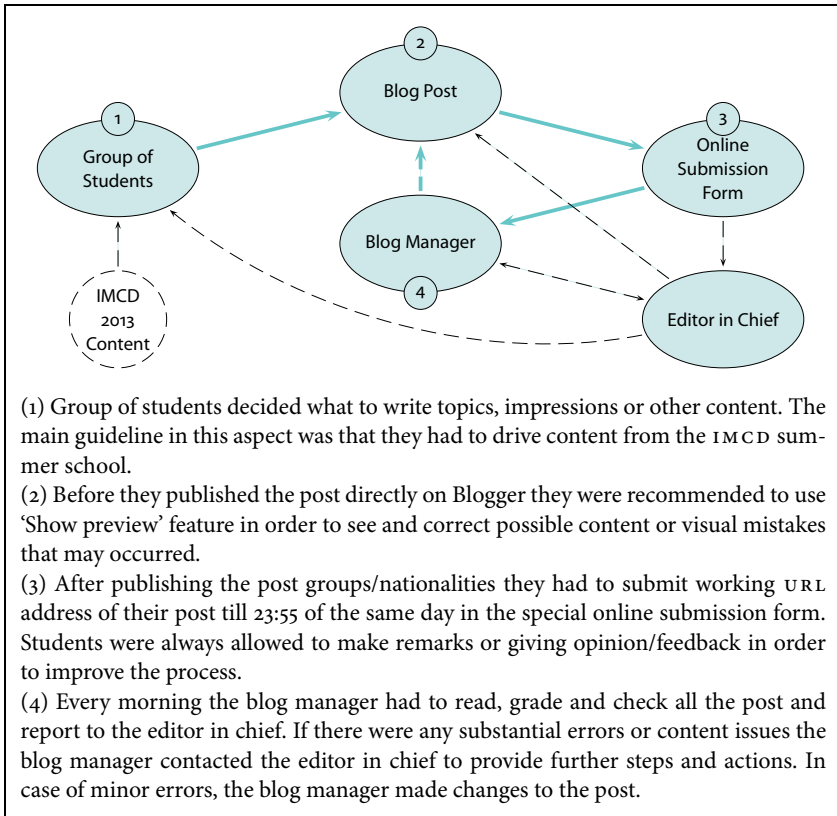 2
Blog Post
1
Group of
Students
3
Online
Submission
Form
Blog Manager
4
IMCD
2013
Content
Editor in Chief
(1) Group of students decided what to write topics, impressions or other content. The
main guideline in this aspect was that they had to drive content from the IMCD sum-
mer school.
(2) Before they published the post directly on Blogger they were recommended to use
‘Show preview’ feature in order to see and correct possible content or visual mistakes
that may occurred.
(3) After publishing the post groups/nationalities they had to submit working URL
address of their post till 23:55 of the same day in the special online submission form.
Students were always allowed to make remarks or giving opinion/feedback in order
to improve the process.
(4) Every morning the blog manager had to read, grade and check all the post and
report to the editor in chief. If there were any substantial errors or content issues the
blog manager contacted the editor in chief to provide further steps and actions. In
case of minor errors, the blog manager made changes to the post.